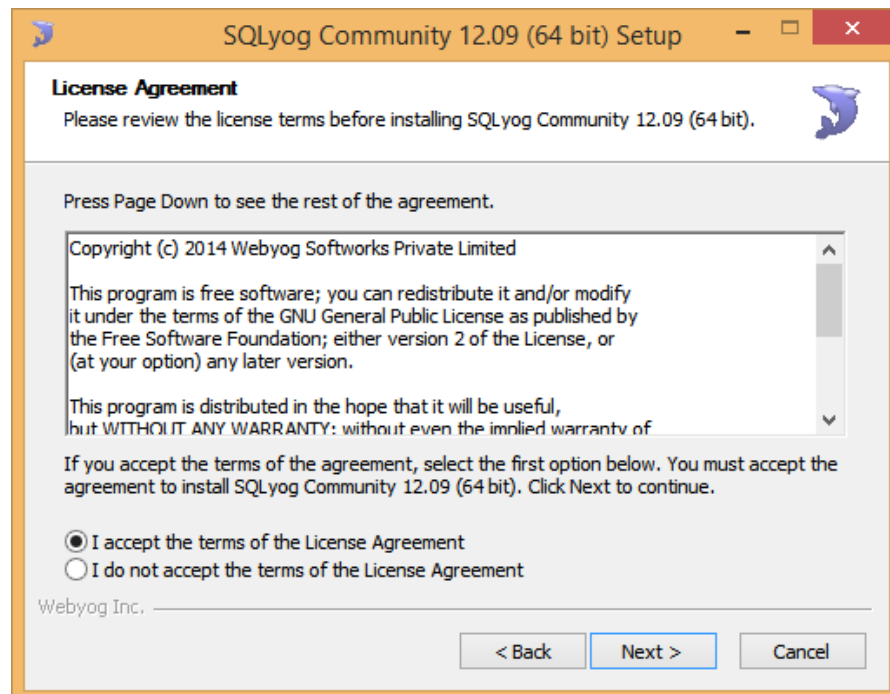 SQLyog Community 12.09 (64 bit) Setup
License Agreement
Please review the license terms before installing SQLyog Community 12.09 (64 bit).
Press Page Down to see the rest of the agreement.
Copyright (c) 2014 Webyog Softworks Private Limited
This program is free software; you can redistribute it and/or modify
it under the terms of the GNU General Public License as published by
the Free Software Foundation; either version 2 of the License, or
(at your option) any later version.
This program is distributed in the hope that it will be useful,
but WITHOUT ANY WARRANTY; without even the implied warranty of
If you accept the terms of the agreement, select the first option below. You must accept the
agreement to install SQLyog Community 12.09 (64 bit). Click Next to continue.
I accept the terms of the License Agreement
I do not accept the terms of the License Agreement
Webyog Inc.
< Back Next > Cancel